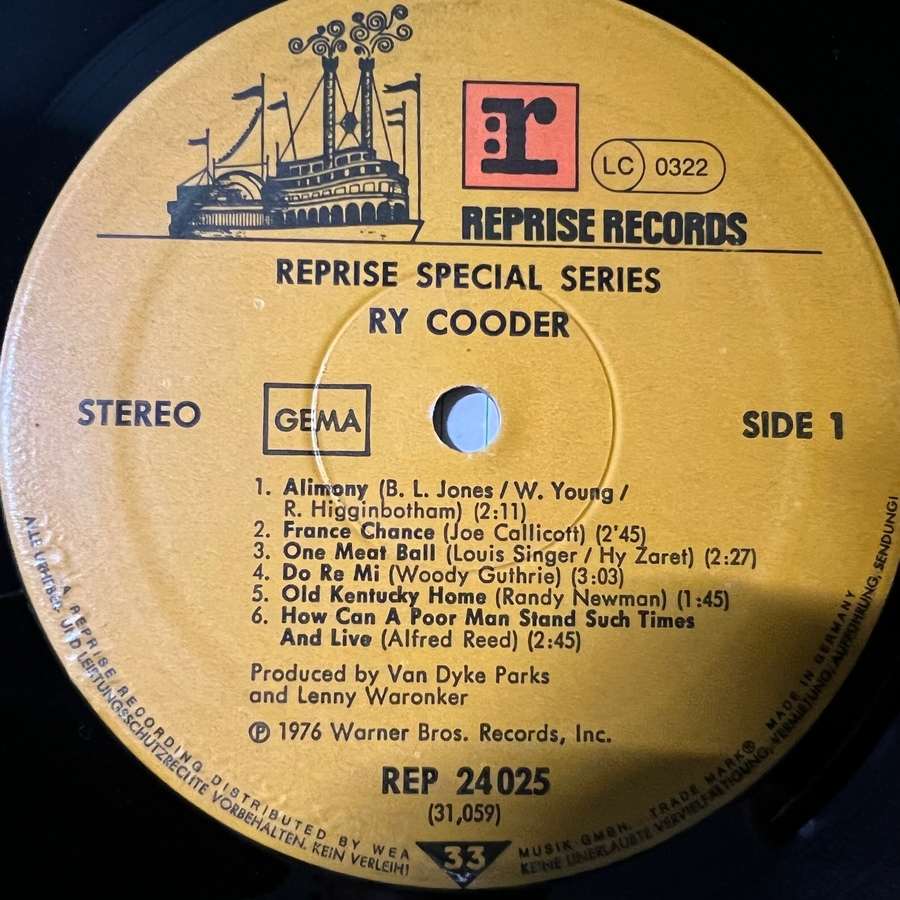 r
LC 0322
REPRISE RECORDS
REPRISE SPECIAL SERIES
RY COODER
STEREO GEMA SIDE 1
1. Alimony (B. L. Jones / W. Young /
R. Higginbotham) (2:11)
2. France Chance (Joe Callicott) (2'45)
3. One Meat Ball (Louis Singer / Hy Zaret) (2:27)
4. Do Re Mi (Woody Guthrie) (3:03)
5. Old Kentucky Home (Randy Newman) (1:45)
6. How Can A Poor Man Stand Such Times
And Live (Alfred Reed) (2:45)
Produced by Van Dyke Parks
and Lenny Waronker
℗ 1976 Warner Bros. Records, Inc.
REP 24 025
(31,059)
33
A REPRISE RECORDING DISTRIBUTED BY WEA MUSIK GMBH. TRADE MARK® MADE IN GERMANY
ALLE URHEBER- UND LEISTUNGSSCHUTZRECHTE VORBEHALTEN. KEIN VERLEIH! KEINE UNERLAUBTE VERVIELFÄLTIGUNG, VERMIETUNG, AUFFÜHRUNG, SENDUNG!